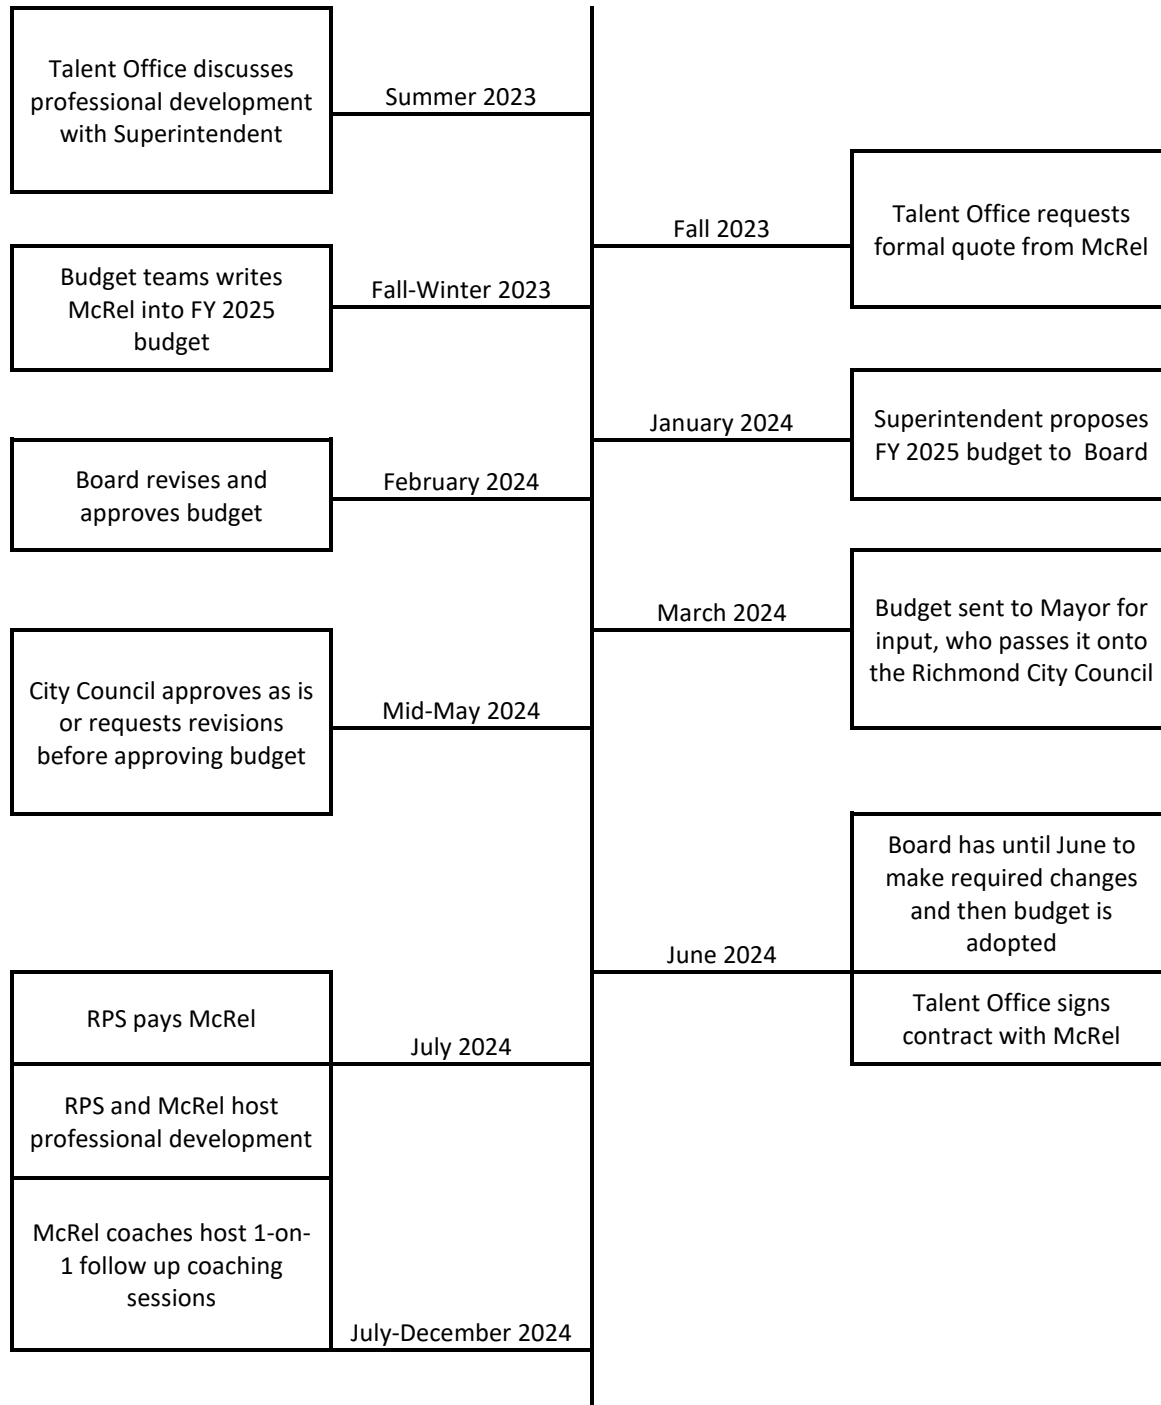 Talent Office discusses
professional development
with Superintendent
Summer 2023
Fall 2023
Talent Office requests
formal quote from McRel
Budget teams writes
McRel into FY 2025
budget
Fall-Winter 2023
January 2024
Superintendent proposes
FY 2025 budget to  Board
Board revises and
approves budget
February 2024
March 2024
Budget sent to Mayor for
input, who passes it onto
the Richmond City Council
City Council approves as is
or requests revisions
before approving budget
Mid-May 2024
Board has until June to
make required changes
and then budget is
adopted
June 2024
Talent Office signs
contract with McRel
RPS pays McRel
July 2024
RPS and McRel host
professional development
McRel coaches host 1-on-
1 follow up coaching
sessions
July-December 2024